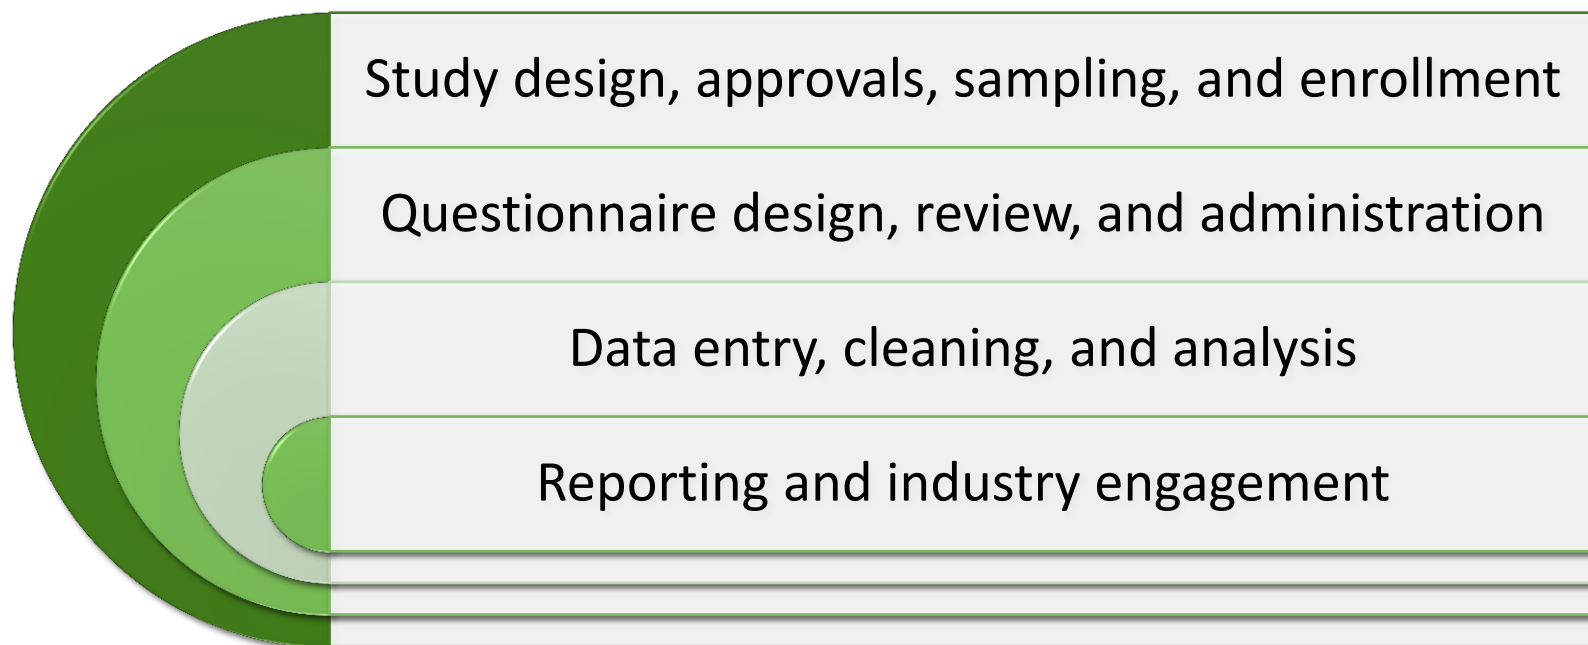 Study design, approvals, sampling, and enrollment
Questionnaire design, review, and administration
Data entry, cleaning, and analysis
Reporting and industry engagement